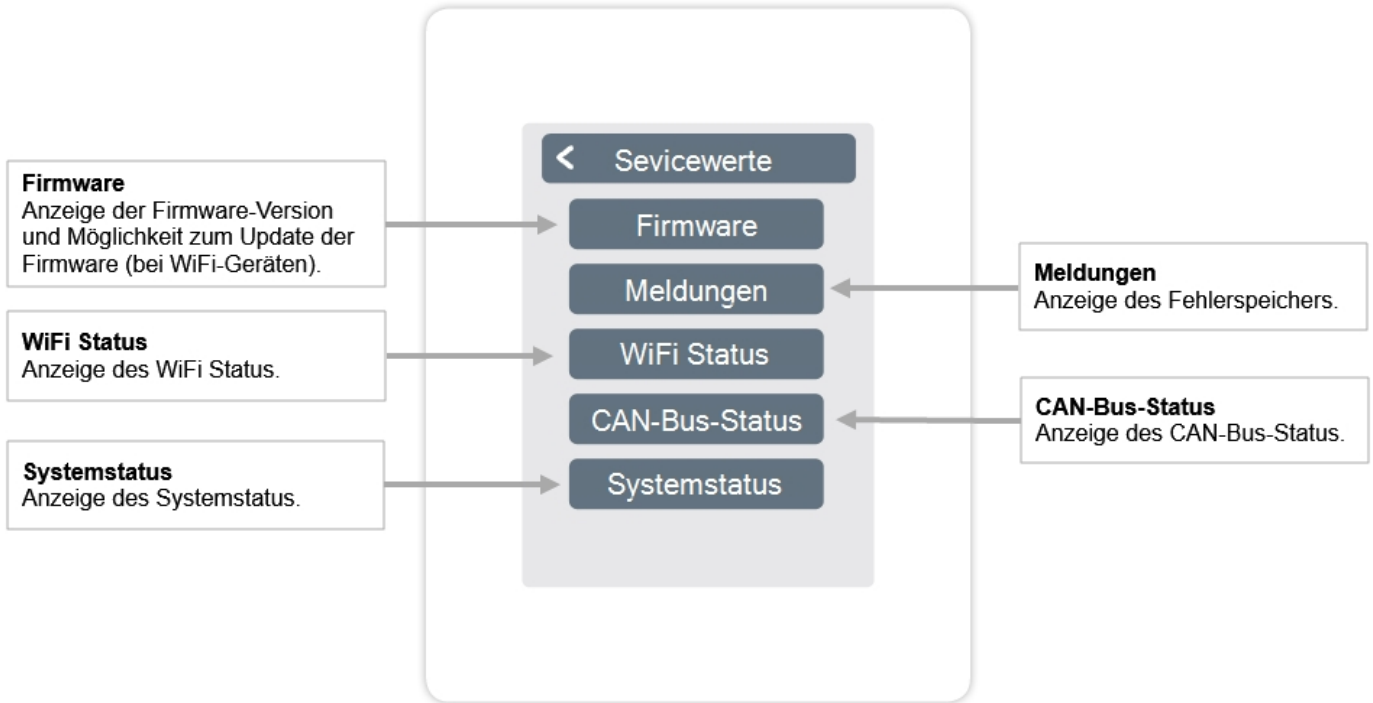 Sevicewerte
Firmware
Meldungen
WiFi Status
CAN-Bus-Status
Systemstatus
Firmware
Anzeige der Firmware-Version
und Möglichkeit zum Update der
Firmware (bei WiFi-Geräten).
WiFi Status
Anzeige des WiFi Status.
Systemstatus
Anzeige des Systemstatus.
Meldungen
Anzeige des Fehlerspeichers.
CAN-Bus-Status
Anzeige des CAN-Bus-Status.